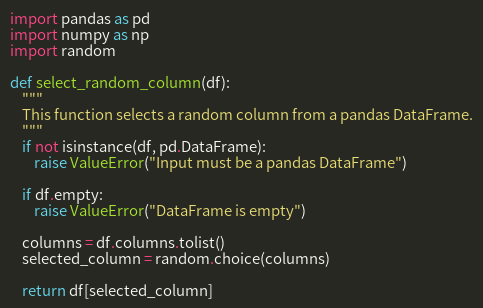 import pandas as pd
import numpy as np
import random

def select_random_column(df):
    """
    This function selects a random column from a pandas DataFrame.
    """
    if not isinstance(df, pd.DataFrame):
        raise ValueError("Input must be a pandas DataFrame")

    if df.empty:
        raise ValueError("DataFrame is empty")

    columns = df.columns.tolist()
    selected_column = random.choice(columns)

    return df[selected_column]